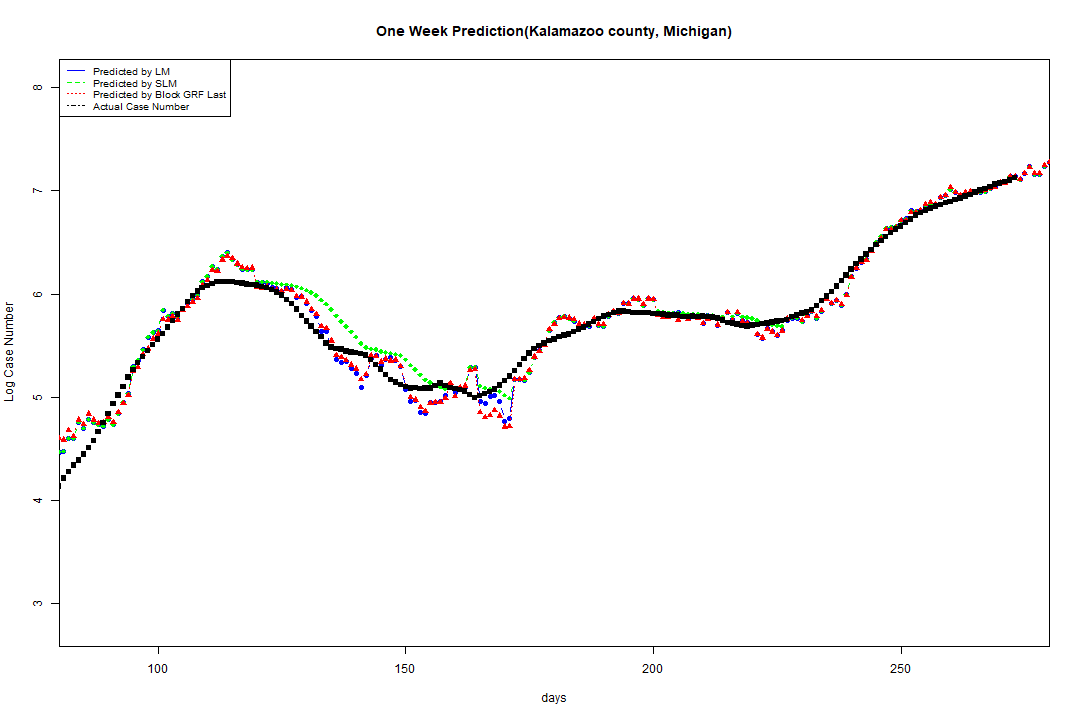 One Week Prediction(Kalamazoo county, Michigan)
Predicted by LM
Predicted by SLM
Predicted by Block GRF Last
Actual Case Number
8
7
6
5
4
3
Log Case Number
100
150
200
250
days